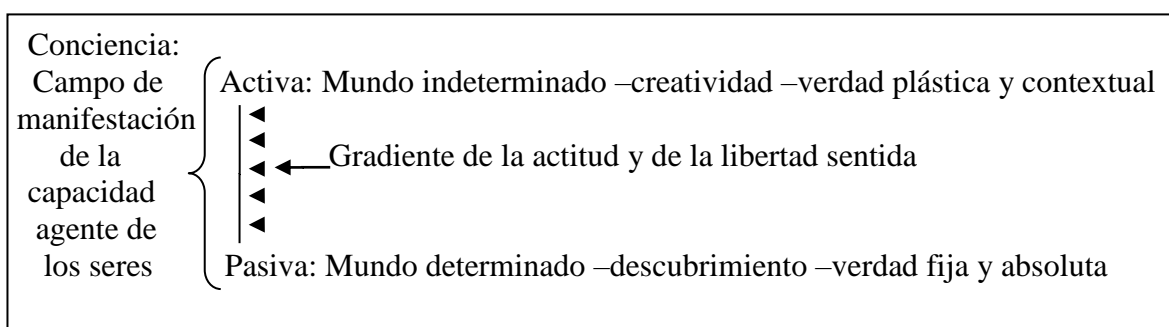 Conciencia:
Campo de
manifestación
de la
capacidad
agente de
los seres
Activa: Mundo indeterminado –creatividad –verdad plástica y contextual
Gradiente de la actitud y de la libertad sentida
Pasiva: Mundo determinado –descubrimiento –verdad fija y absoluta